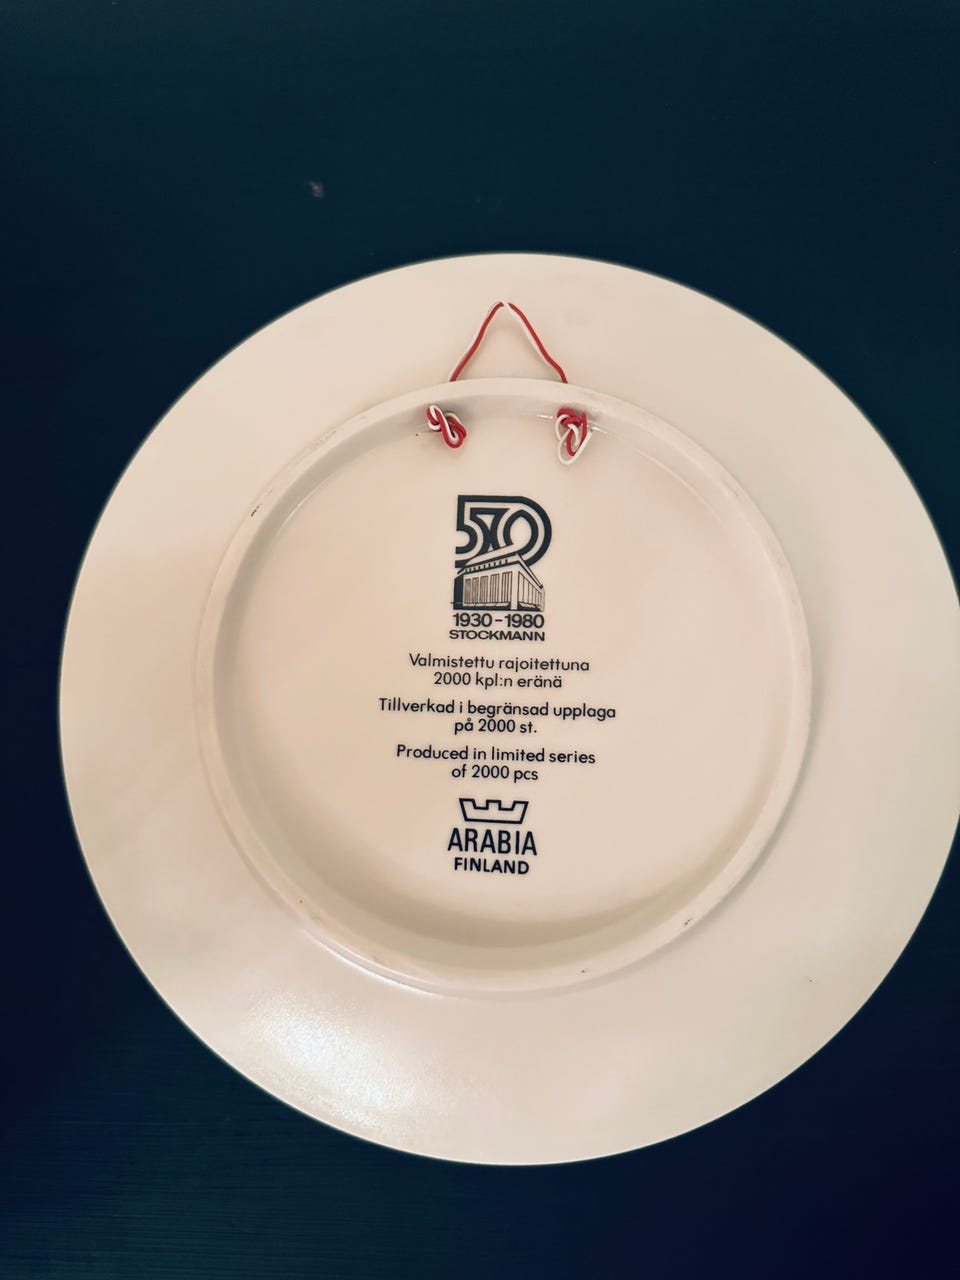 50
1930-1980
STOCKMANN
Valmistettu rajoitettuna
2000 kpl:n eränä
Tillverkad i begränsad upplaga
på 2000 st.
Produced in limited series
of 2000 pcs
ARABIA
FINLAND